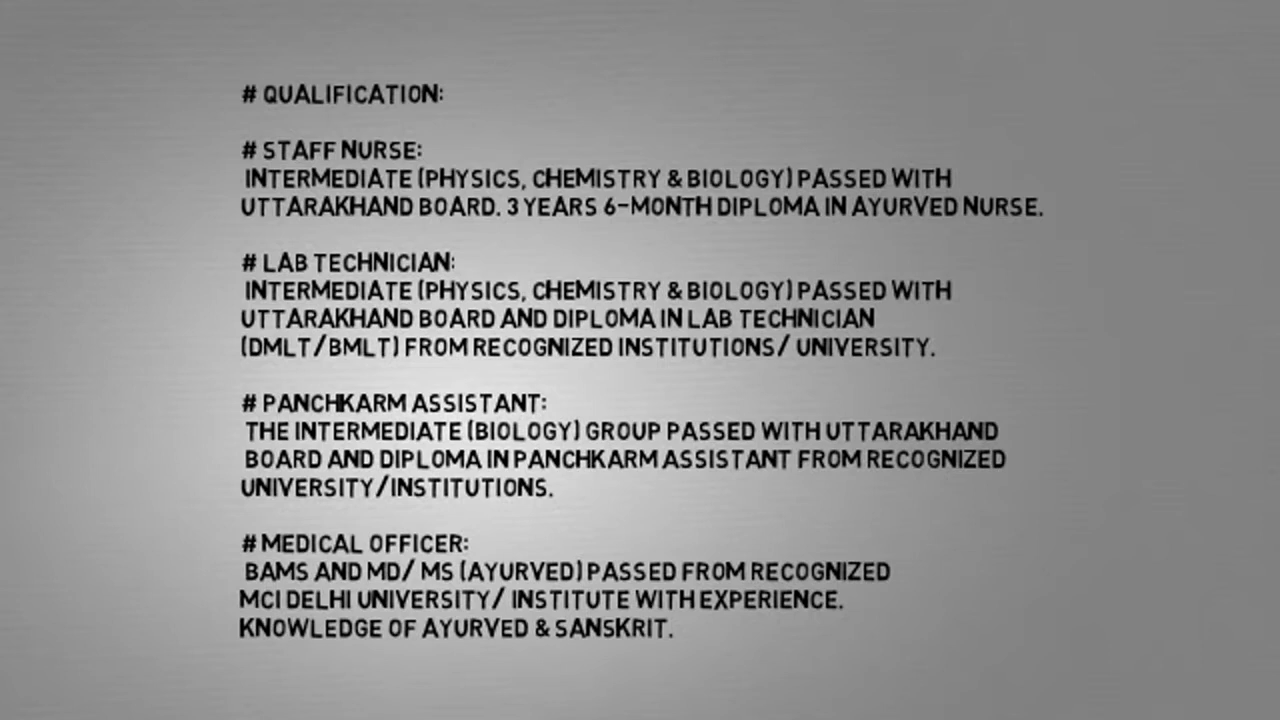 # QUALIFICATION:
# STAFF NURSE:
INTERMEDIATE (PHYSICS, CHEMISTRY & BIOLOGY) PASSED WITH
UTTARAKHAND BOARD. 3 YEARS 6-MONTH DIPLOMA IN AYURVED NURSE.
# LAB TECHNICIAN:
INTERMEDIATE (PHYSICS, CHEMISTRY & BIOLOGY) PASSED WITH
UTTARAKHAND BOARD AND DIPLOMA IN LAB TECHNICIAN
(DMLT/BMLT) FROM RECOGNIZED INSTITUTIONS/ UNIVERSITY.
# PANCHKARM ASSISTANT:
THE INTERMEDIATE (BIOLOGY) GROUP PASSED WITH UTTARAKHAND
BOARD AND DIPLOMA IN PANCHKARM ASSISTANT FROM RECOGNIZED
UNIVERSITY/INSTITUTIONS.
# MEDICAL OFFICER:
BAMS AND MD/ MS (AYURVED) PASSED FROM RECOGNIZED
MCI DELHI UNIVERSITY/ INSTITUTE WITH EXPERIENCE.
KNOWLEDGE OF AYURVED & SANSKRIT.